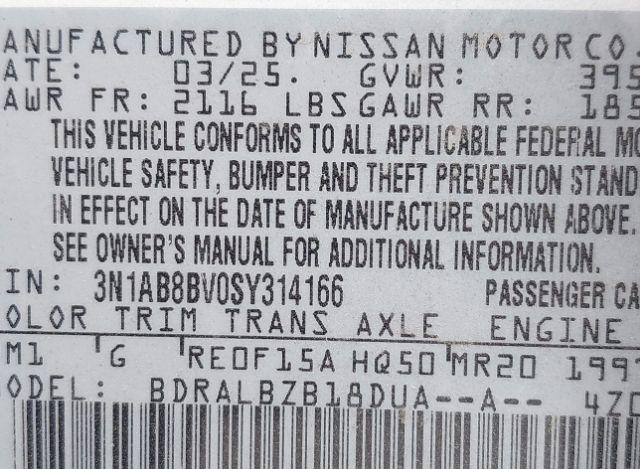 ANUFACTURED BY NISSAN MOTOR CO.
ATE: 03/25. GVWR: 395
AWR FR: 2116 LBS GAWR RR: 185
THIS VEHICLE CONFORMS TO ALL APPLICABLE FEDERAL MO
VEHICLE SAFETY, BUMPER AND THEFT PREVENTION STAND
IN EFFECT ON THE DATE OF MANUFACTURE SHOWN ABOVE.
SEE OWNER'S MANUAL FOR ADDITIONAL INFORMATION.
IN: 3N1AB8BV0SY314166 PASSENGER CA
OLOR TRIM TRANS AXLE ENGINE
M1 G RE0F15A HQ50 MR20 1997
ODEL: BDRALBZB18DUA--A-- 4Z0